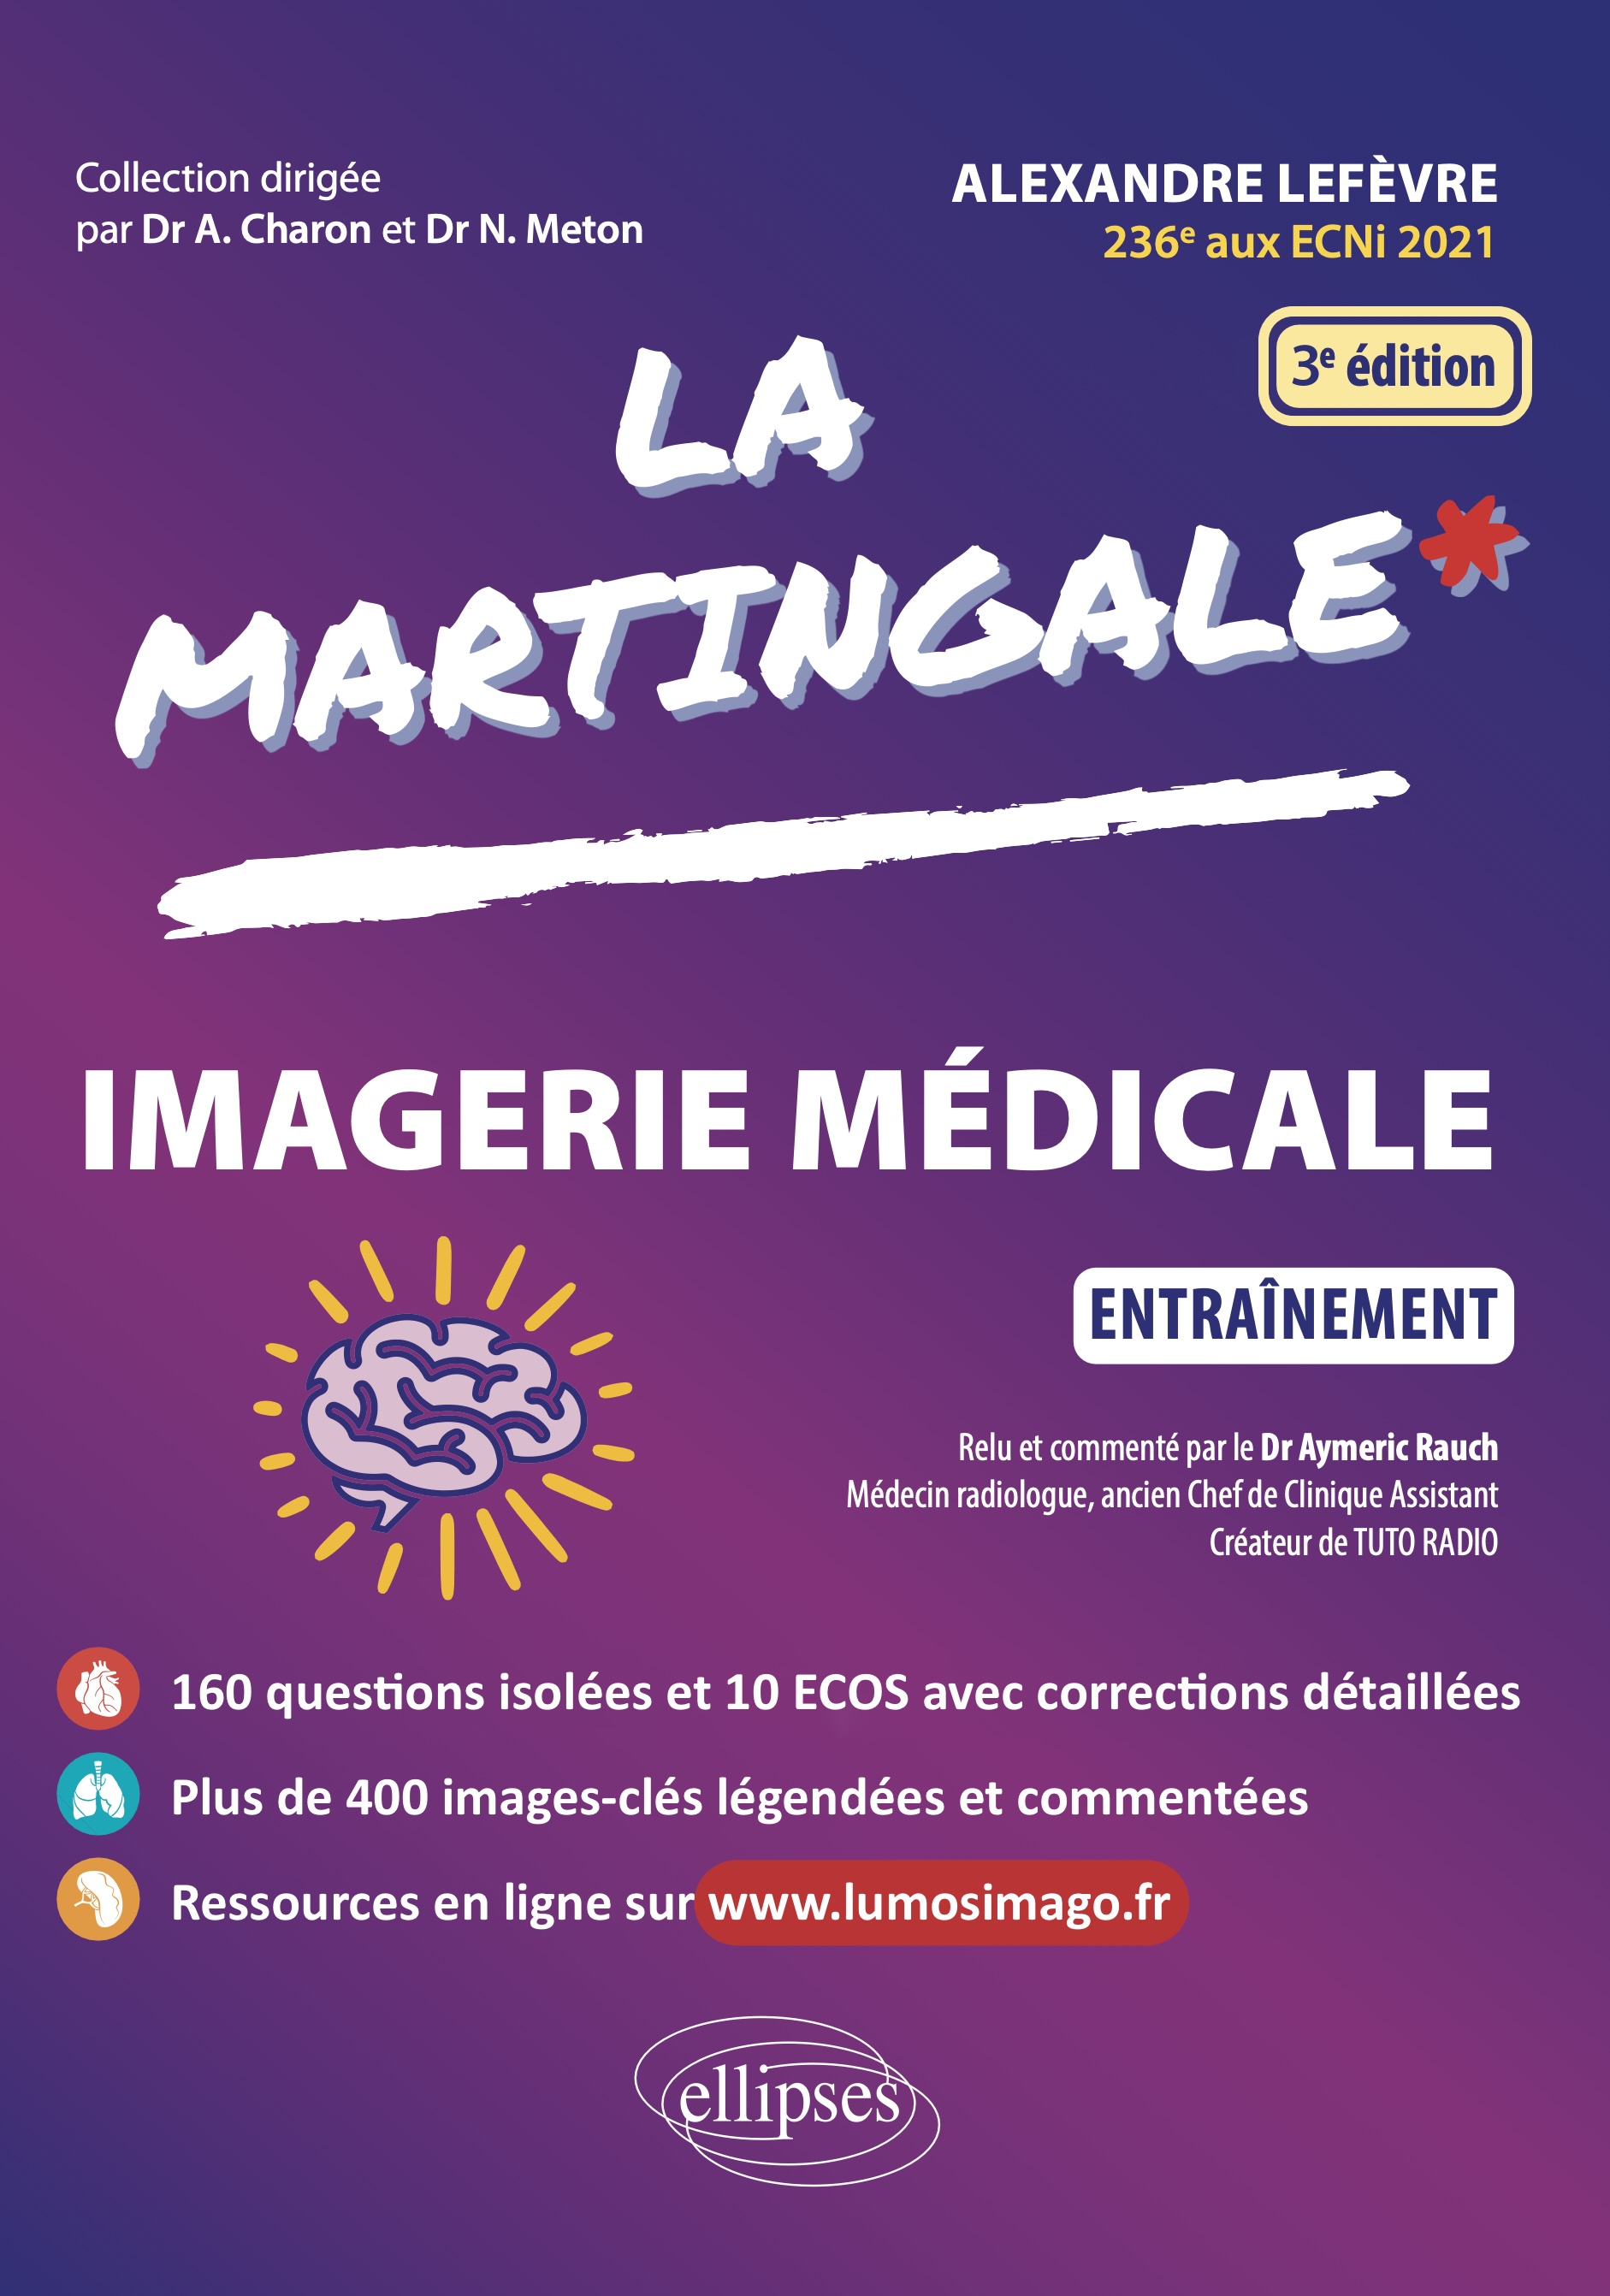 Collection dirigée
par Dr A. Charon et Dr N. Meton
ALEXANDRE LEFÈVRE
236e aux ECNi 2021
3e édition
LA
MARTINGALE*
IMAGERIE MÉDICALE
ENTRAÎNEMENT
Relu et commenté par le Dr Aymeric Rauch
Médecin radiologue, ancien Chef de Clinique Assistant
Créateur de TUTO RADIO
160 questions isolées et 10 ECOS avec corrections détaillées
Plus de 400 images-clés légendées et commentées
Ressources en ligne sur www.lumosimago.fr
ellipses